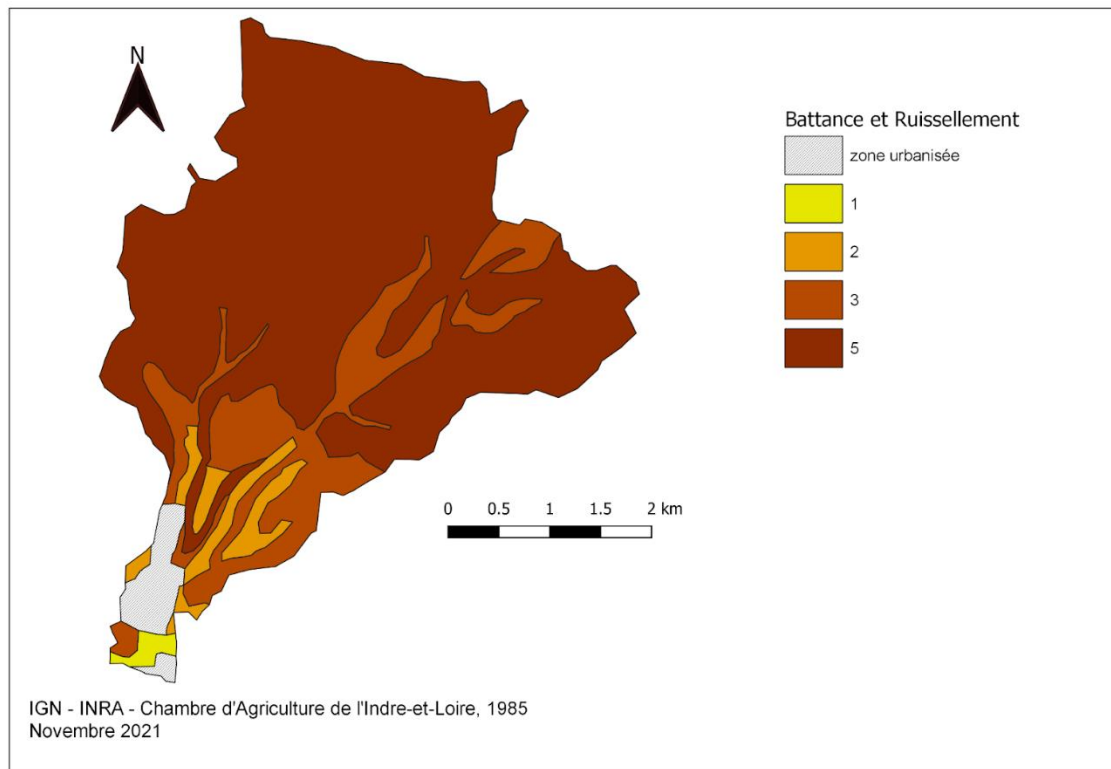 N
Battance et Ruissellement
zone urbanisée
1
2
3
5
0 0.5 1 1.5 2 km
IGN - INRA - Chambre d'Agriculture de l'Indre-et-Loire, 1985
Novembre 2021